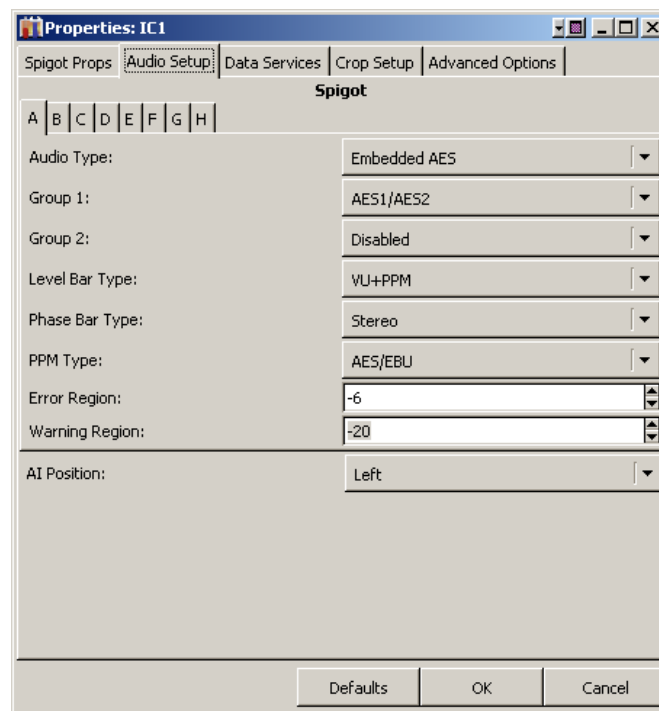 Properties: IC1
Spigot Props Audio Setup Data Services Crop Setup Advanced Options
Spigot
A B C D E F G H
Audio Type: Embedded AES
Group 1: AES1/AES2
Group 2: Disabled
Level Bar Type: VU+PPM
Phase Bar Type: Stereo
PPM Type: AES/EBU
Error Region: -6
Warning Region: -20
AI Position: Left
Defaults OK Cancel